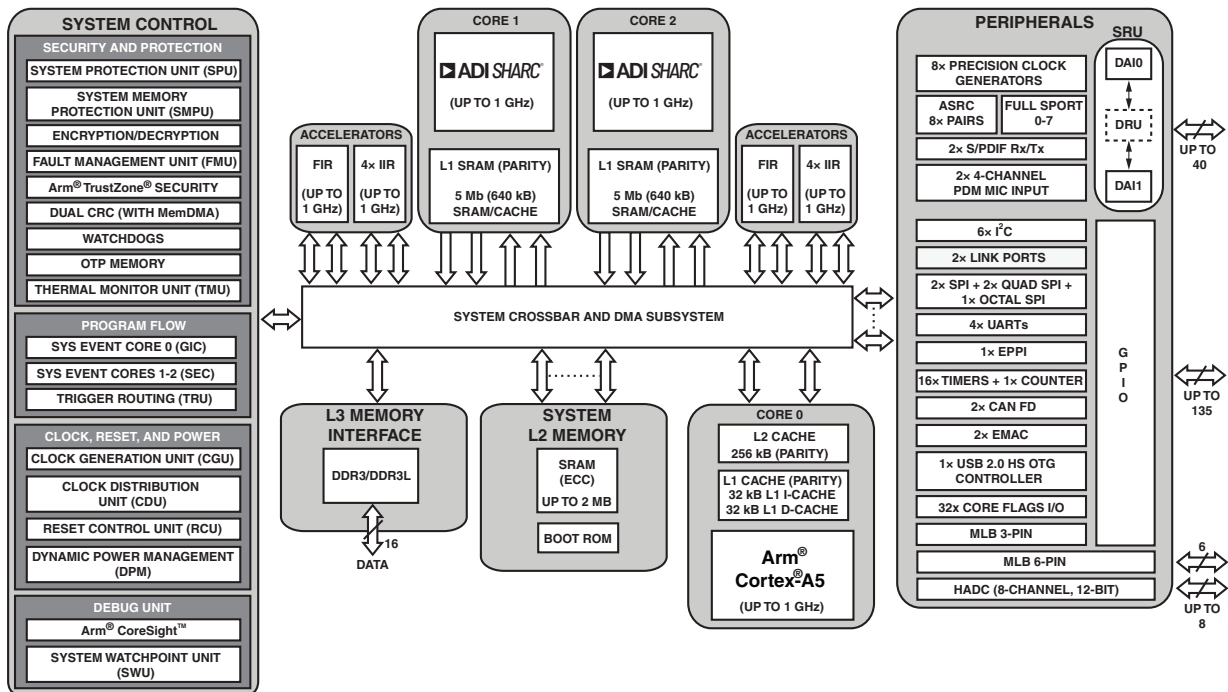 SYSTEM CONTROL
SECURITY AND PROTECTION
SYSTEM PROTECTION UNIT (SPU)
SYSTEM MEMORY
PROTECTION UNIT (SMPU)
ENCRYPTION/DECRYPTION
FAULT MANAGEMENT UNIT (FMU)
Arm® TrustZone® SECURITY
DUAL CRC (WITH MemDMA)
WATCHDOGS
OTP MEMORY
THERMAL MONITOR UNIT (TMU)
PROGRAM FLOW
SYS EVENT CORE 0 (GIC)
SYS EVENT CORES 1-2 (SEC)
TRIGGER ROUTING (TRU)
CLOCK, RESET, AND POWER
CLOCK GENERATION UNIT (CGU)
CLOCK DISTRIBUTION
UNIT (CDU)
RESET CONTROL UNIT (RCU)
DYNAMIC POWER MANAGEMENT
(DPM)
DEBUG UNIT
Arm® CoreSight™
SYSTEM WATCHPOINT UNIT
(SWU)
ACCELERATORS
FIR
(UP TO
1 GHz)
4× IIR
(UP TO
1 GHz)
CORE 1
ADI SHARC®
(UP TO 1 GHz)
L1 SRAM (PARITY)
5 Mb (640 kB)
SRAM/CACHE
CORE 2
ADI SHARC®
(UP TO 1 GHz)
L1 SRAM (PARITY)
5 Mb (640 kB)
SRAM/CACHE
ACCELERATORS
FIR
(UP TO
1 GHz)
4× IIR
(UP TO
1 GHz)
SYSTEM CROSSBAR AND DMA SUBSYSTEM
L3 MEMORY
INTERFACE
DDR3/DDR3L
16
DATA
SYSTEM
L2 MEMORY
SRAM
(ECC)
UP TO 2 MB
BOOT ROM
CORE 0
L2 CACHE
256 kB (PARITY)
L1 CACHE (PARITY)
32 kB L1 I-CACHE
32 kB L1 D-CACHE
Arm®
Cortex®-A5
(UP TO 1 GHz)
PERIPHERALS
SRU
8× PRECISION CLOCK
GENERATORS
ASRC
8× PAIRS
FULL SPORT
0-7
2× S/PDIF Rx/Tx
2× 4-CHANNEL
PDM MIC INPUT
DAI0
DRU
DAI1
UP TO
40
6× I²C
2× LINK PORTS
2× SPI + 2× QUAD SPI +
1× OCTAL SPI
4× UARTs
1× EPPI
16× TIMERS + 1× COUNTER
2× CAN FD
2× EMAC
1× USB 2.0 HS OTG
CONTROLLER
32x CORE FLAGS I/O
MLB 3-PIN
GPIO
UP TO
135
MLB 6-PIN
6
HADC (8-CHANNEL, 12-BIT)
UP TO
8